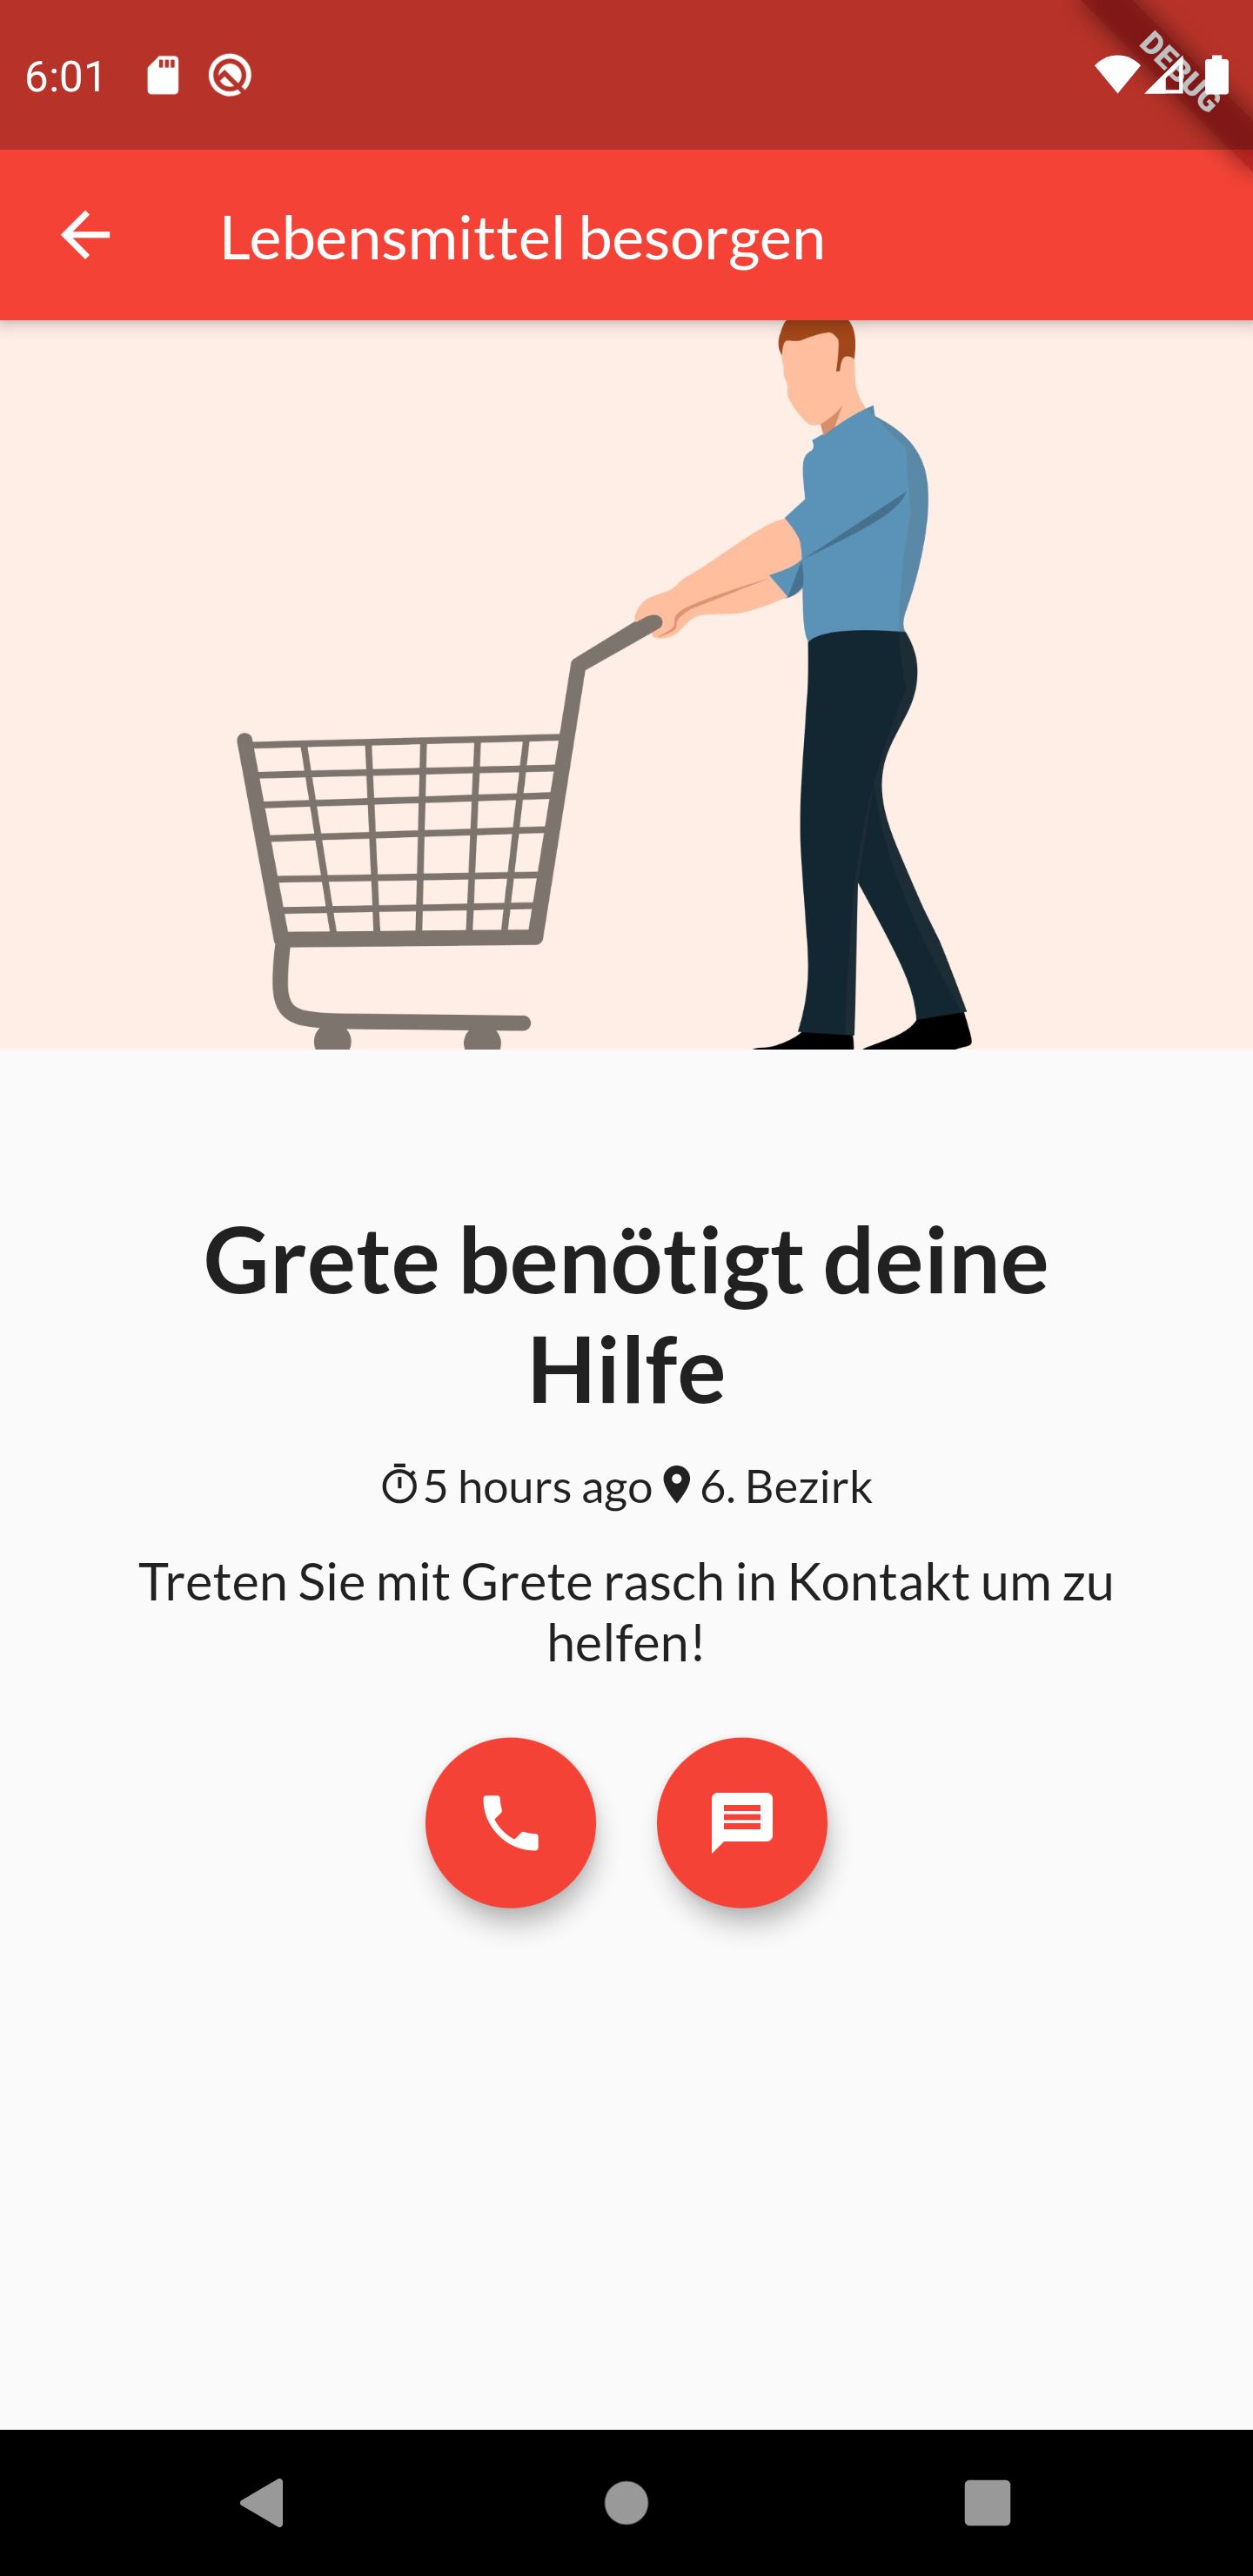 6:01
DEBUG
Lebensmittel besorgen
Grete benötigt deine
Hilfe
5 hours ago 6. Bezirk
Treten Sie mit Grete rasch in Kontakt um zu
helfen!